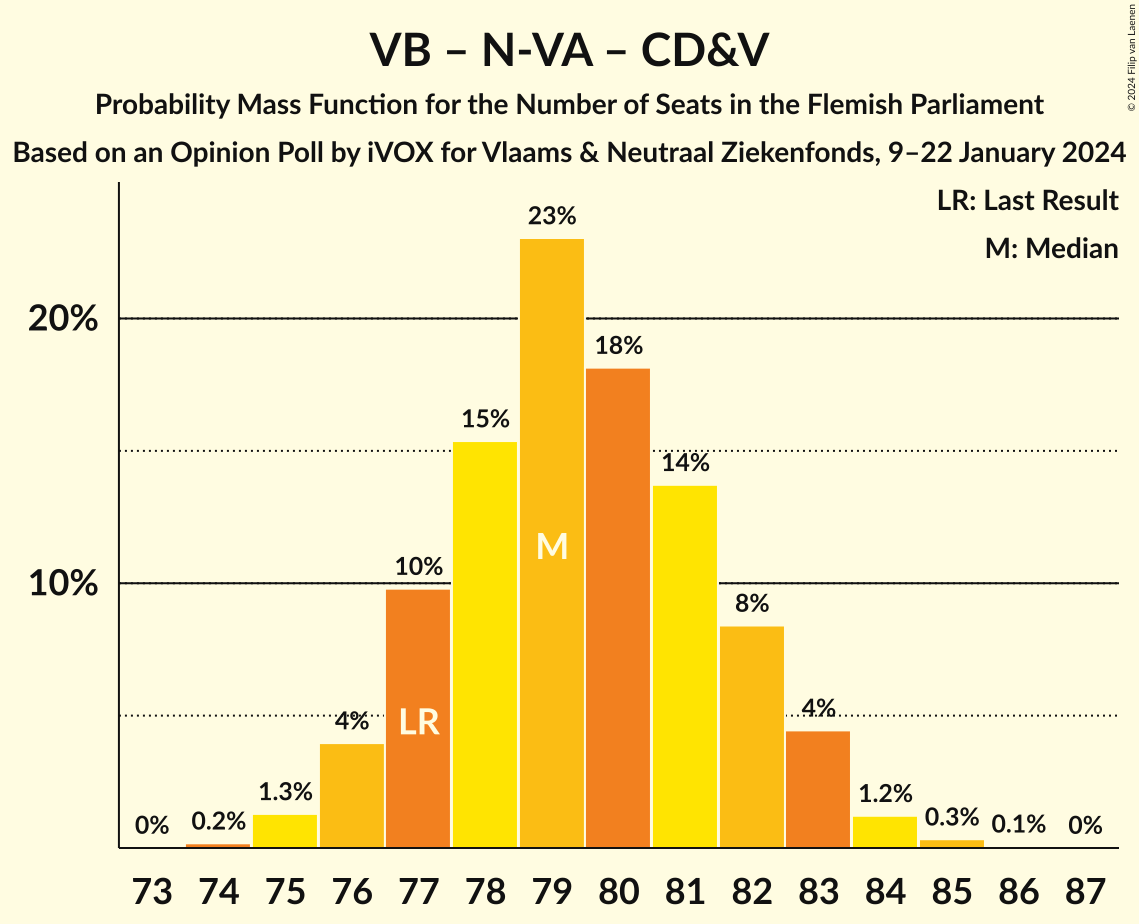 VB – N-VA – CD&V
Probability Mass Function for the Number of Seats in the Flemish Parliament
Based on an Opinion Poll by iVOX for Vlaams & Neutraal Ziekenfonds, 9–22 January 2024
© 2024 Filip van Laenen
LR: Last Result
M: Median
20%
10%
0%
0.2%
1.3%
4%
10%
15%
23%
18%
14%
8%
4%
1.2%
0.3%
0.1%
0%
LR
M
73 74 75 76 77 78 79 80 81 82 83 84 85 86 87